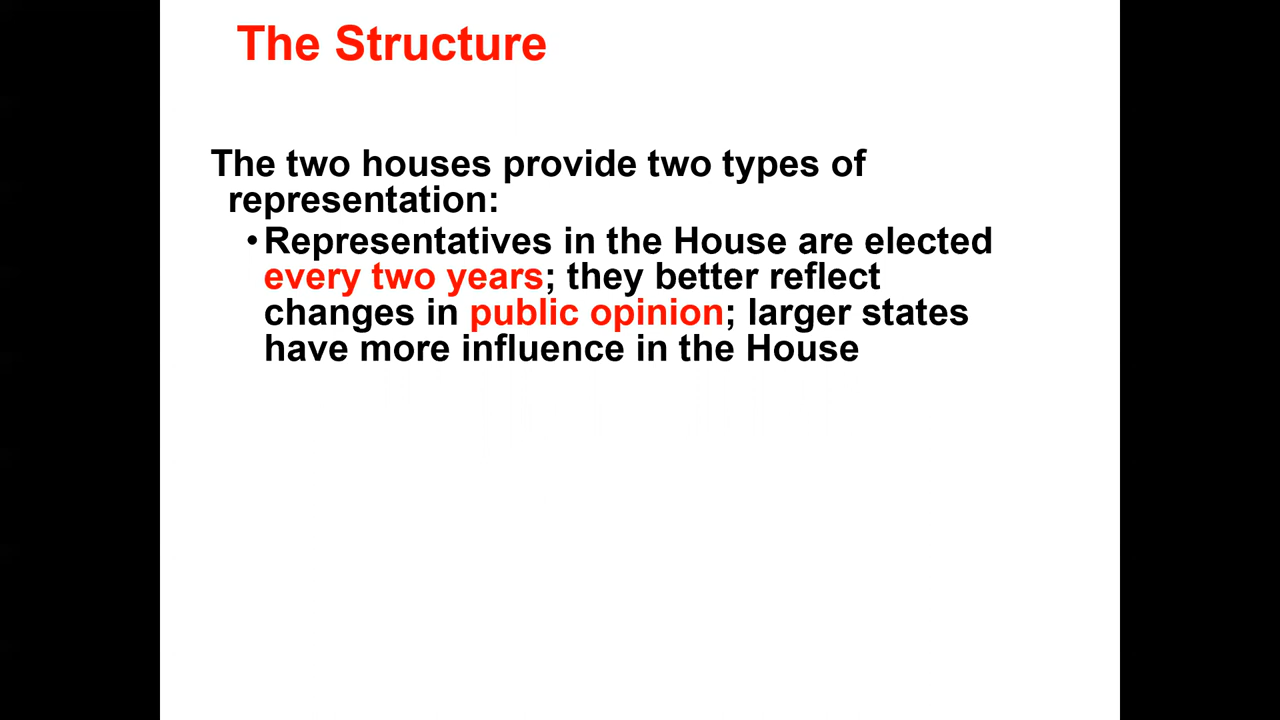 The Structure
The two houses provide two types of
representation:
•Representatives in the House are elected
every two years; they better reflect
changes in public opinion; larger states
have more influence in the House